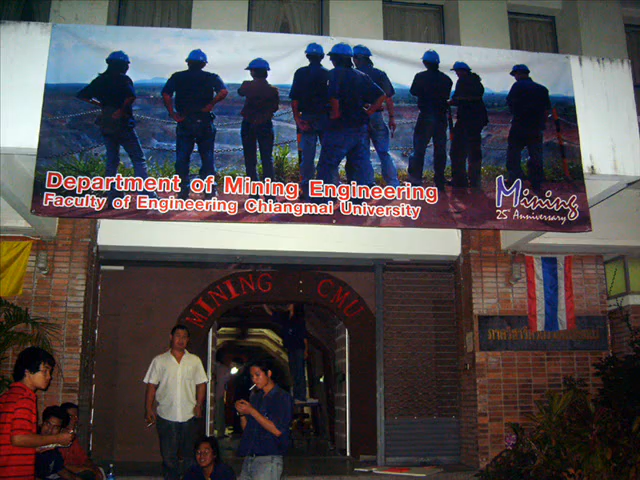 Department of Mining Engineering
Faculty of Engineering Chiangmai University
Mining
25th Anniversary
MINING CMU